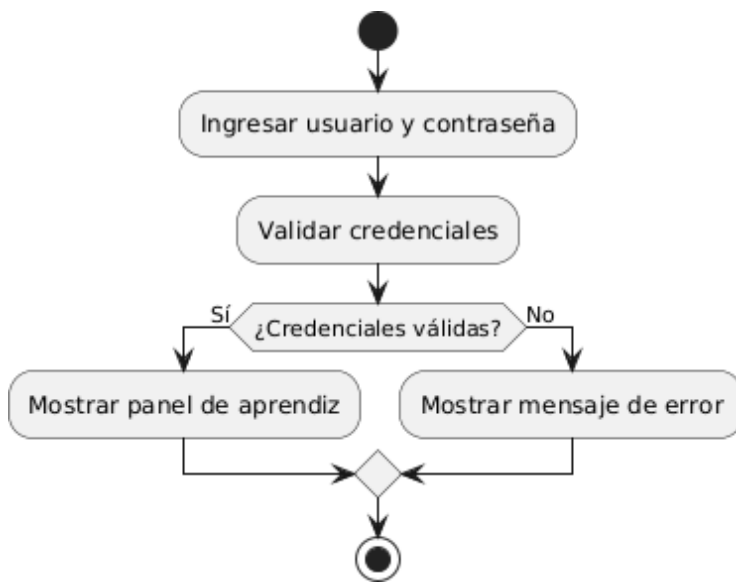 Ingresar usuario y contraseña
Validar credenciales
Sí
¿Credenciales válidas?
No
Mostrar panel de aprendiz
Mostrar mensaje de error